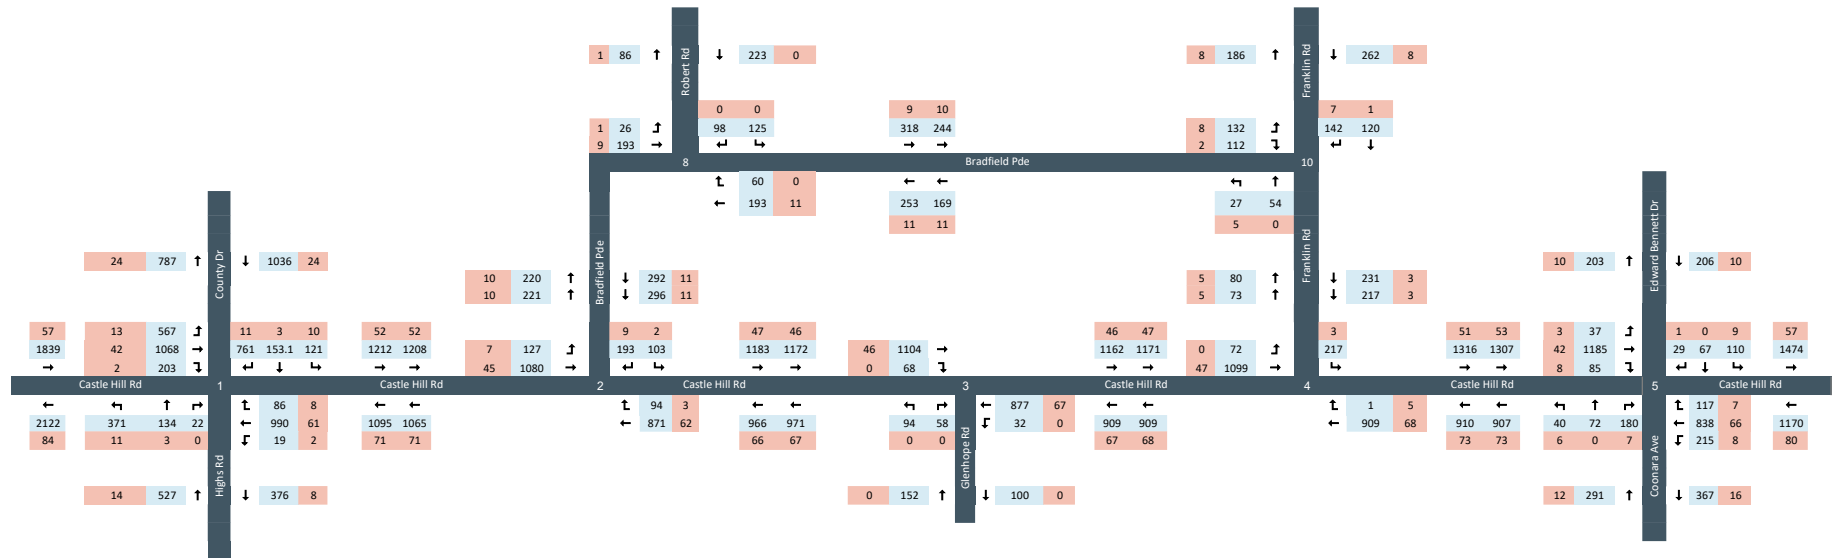 1 86 ↑ Robert Rd ↓ 223 0
8 186 ↑ Franklin Rd ↓ 262 8
0 0
9 10
7 1
1 26
98 125
318 244
8 132
142 120
9 193 →
→ →
2 112
↓
8 Bradfield Pde 10
60 0
← ←
↑
← 193 11
253 169
27 54
11 11
5 0
24 787 ↑ County Dr ↓ 1036 24
10 220 ↑ Bradfield Pde ↓ 292 11
10 221 ↑ ↓ 296 11
5 80 ↑ Franklin Rd ↓ 231 3
5 73 ↑ ↓ 217 3
10 203 ↑ Edward Bennett Dr ↓ 206 10
57 13 567 11 3 10 52 52 9 2 47 46 46 47 3 51 53 3 37 1 0 9 57
1839 42 1068 → 761 153.1 121 1212 1208 7 127 193 103 1183 1172 46 1104 → 1162 1171 0 72 217 1316 1307 42 1185 → 29 67 110 1474
→ 2 203 ↓ → → 45 1080 → → → 0 68 → → 47 1099 → → → 8 85 ↓ →
Castle Hill Rd 1 Castle Hill Rd 2 Castle Hill Rd 3 Castle Hill Rd 4 Castle Hill Rd 5 Castle Hill Rd
← ↑ 86 8 ← ← 94 3 ← ← ← 877 67 ← ← 1 5 ← ← ↑ 117 7 ←
2122 371 134 22 ← 990 61 1095 1065 ← 871 62 966 971 94 58 32 0 909 909 ← 909 68 910 907 40 72 180 ← 838 66 1170
84 11 3 0 19 2 71 71 66 67 0 0 67 68 73 73 6 0 7 215 8 80
14 527 ↑ Highs Rd ↓ 376 8
0 152 ↑ Glenhope Rd ↓ 100 0
12 291 ↑ Coonara Ave ↓ 367 16